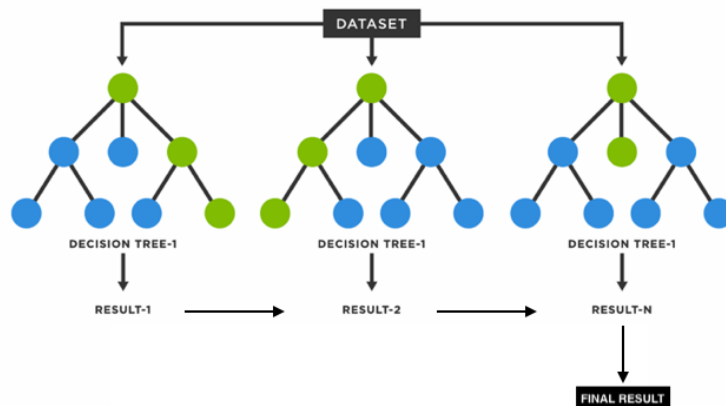 DATASET
DECISION TREE-1
DECISION TREE-1
DECISION TREE-1
RESULT-1
RESULT-2
RESULT-N
FINAL RESULT